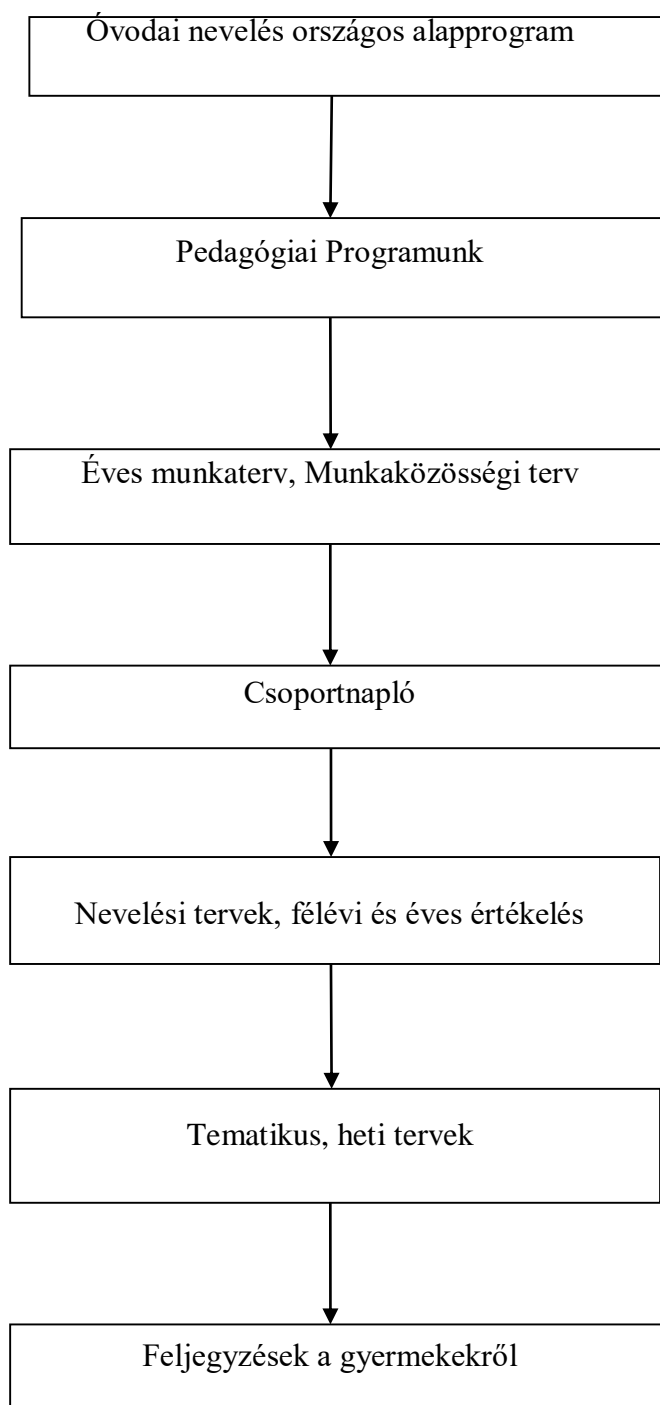 Óvodai nevelés országos alapprogram
Pedagógiai Programunk
Éves munkaterv, Munkaközösségi terv
Csoportnapló
Nevelési tervek, félévi és éves értékelés
Tematikus, heti tervek
Feljegyzések a gyermekekről